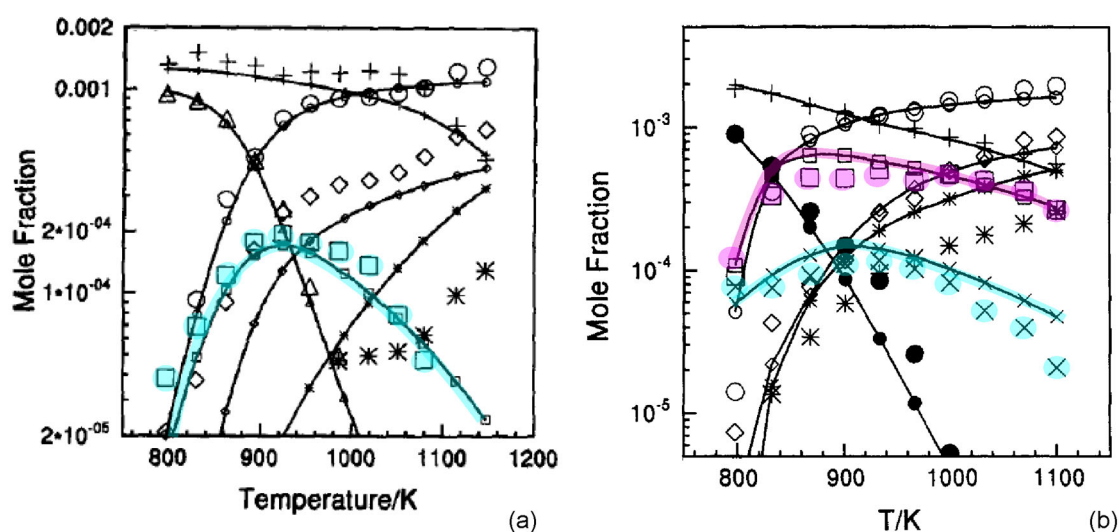 0.002
0.001
2•10-04
1•10-04
2•10-05
Mole Fraction
800 900 1000 1100 1200
Temperature/K
(a)
10-3
10-4
10-5
Mole Fraction
800 900 1000 1100
T/K
(b)